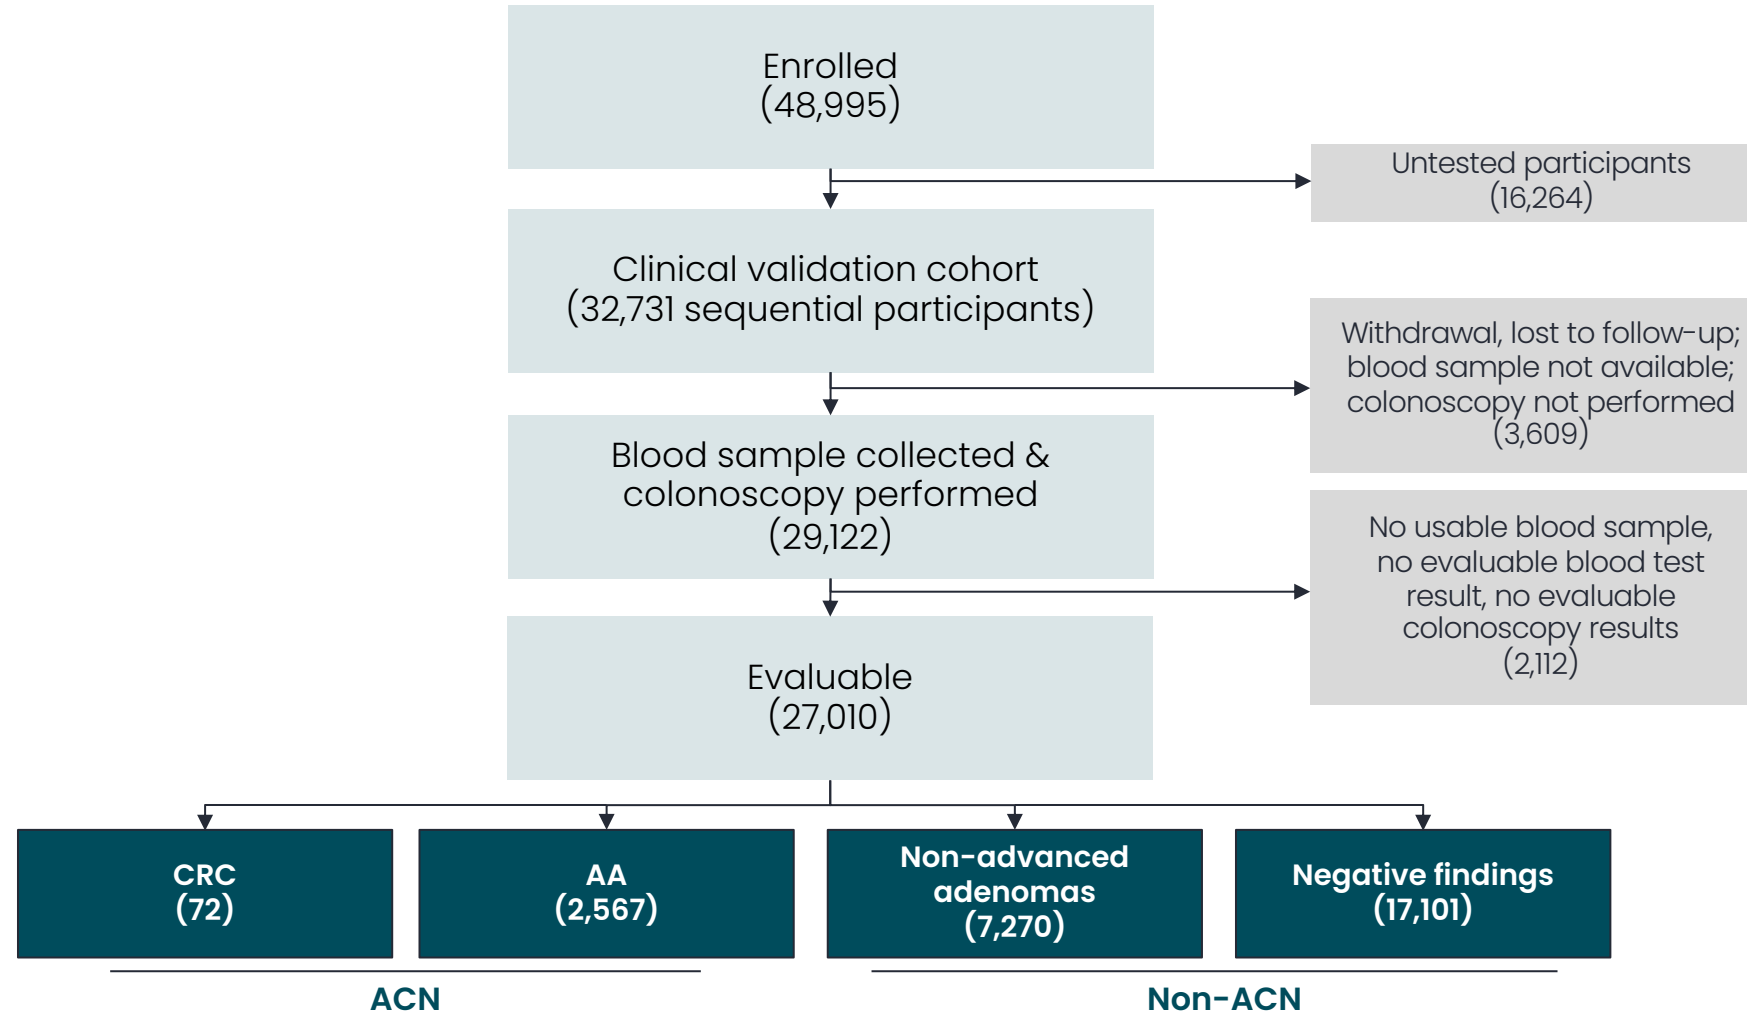 Enrolled
(48,995)
Untested participants
(16,264)
Clinical validation cohort
(32,731 sequential participants)
Withdrawal, lost to follow-up;
blood sample not available;
colonoscopy not performed
(3,609)
Blood sample collected &
colonoscopy performed
(29,122)
No usable blood sample,
no evaluable blood test
result, no evaluable
colonoscopy results
(2,112)
Evaluable
(27,010)
CRC
(72)
AA
(2,567)
Non-advanced
adenomas
(7,270)
Negative findings
(17,101)
ACN
Non-ACN